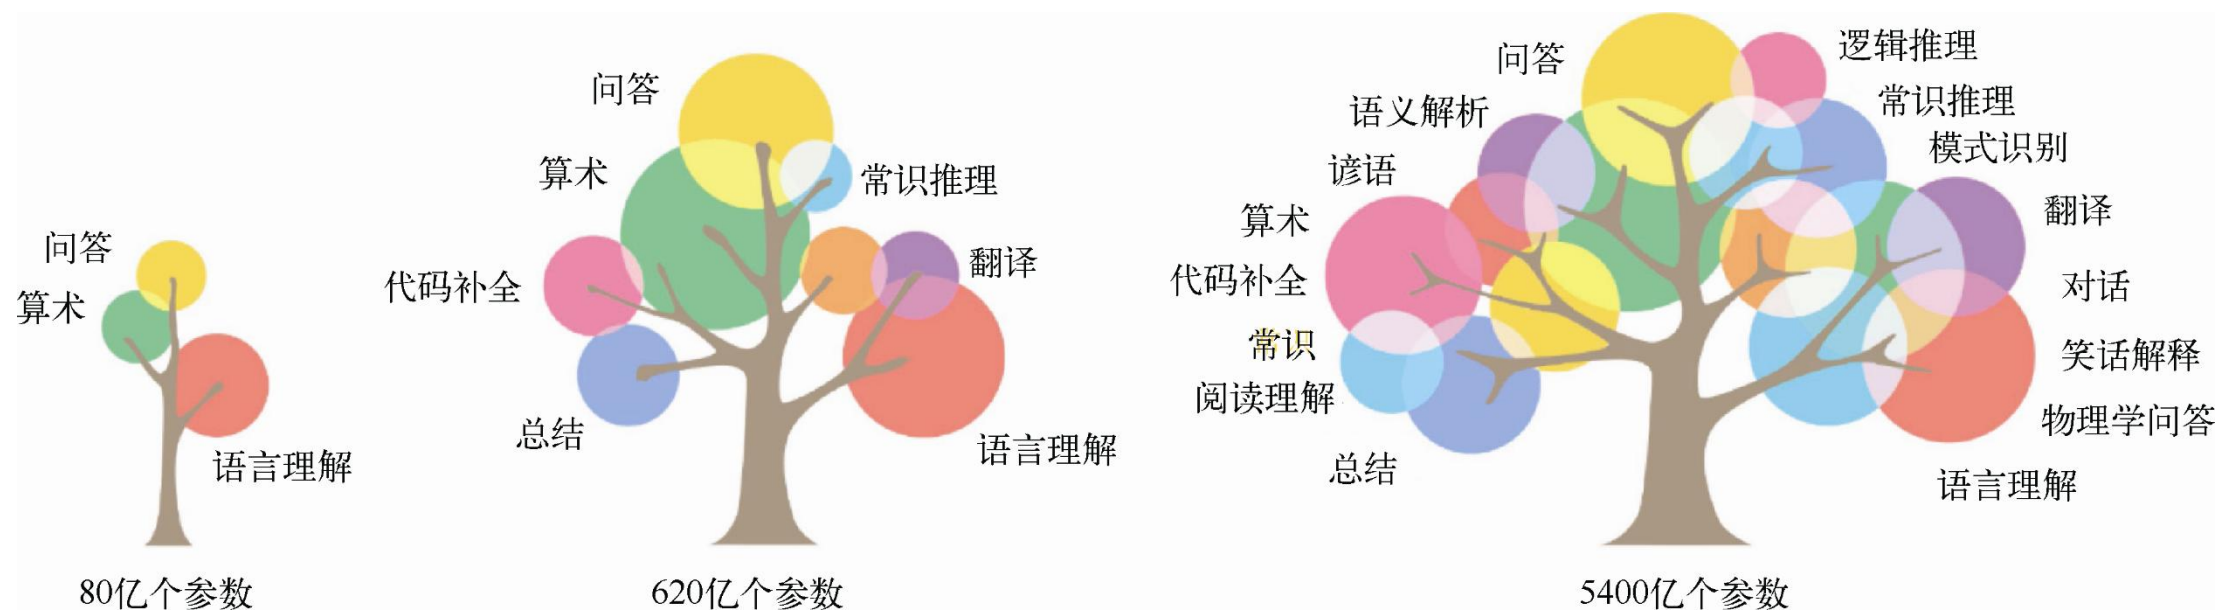 问答
算术
语言理解
80亿个参数
问答
算术
常识推理
代码补全
翻译
总结
语言理解
620亿个参数
问答
逻辑推理
语义解析
常识推理
谚语
模式识别
算术
翻译
代码补全
对话
常识
笑话解释
阅读理解
物理学问答
总结
语言理解
5400亿个参数